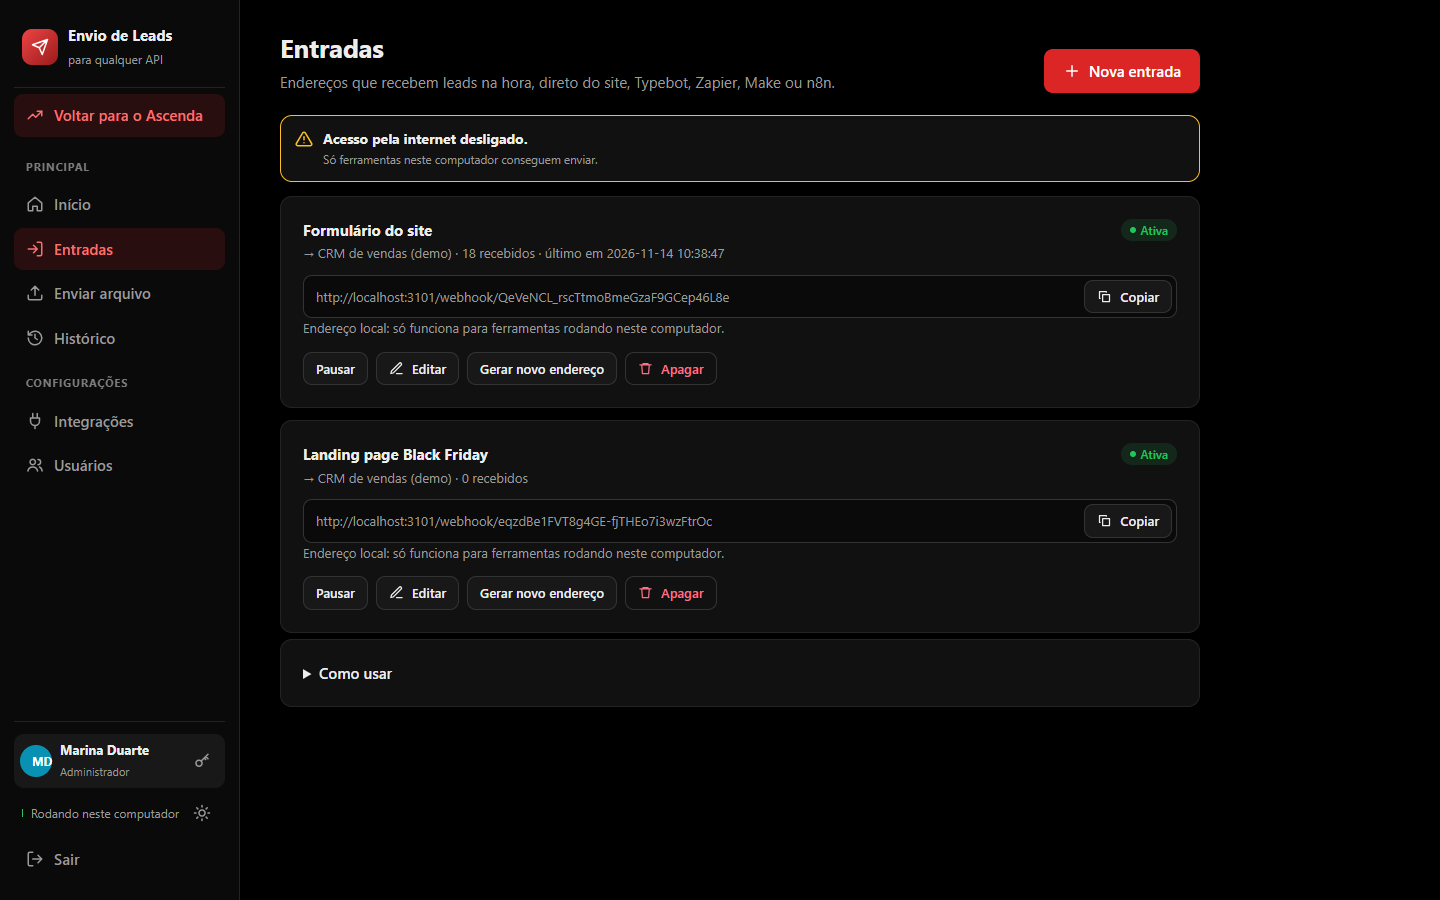 Envio de Leads
para qualquer API
Voltar para o Ascenda
PRINCIPAL
Início
Entradas
Enviar arquivo
Histórico
CONFIGURAÇÕES
Integrações
Usuários
MD
Marina Duarte
Administrador
Rodando neste computador
Sair
Entradas
Endereços que recebem leads na hora, direto do site, Typebot, Zapier, Make ou n8n.
Nova entrada
Acesso pela internet desligado.
Só ferramentas neste computador conseguem enviar.
Formulário do site
Ativa
→ CRM de vendas (demo) · 18 recebidos · último em 2026-11-14 10:38:47
http://localhost:3101/webhook/QeVeNCL_rscTtmoBmeGzaF9GCep46L8e
Copiar
Endereço local: só funciona para ferramentas rodando neste computador.
Pausar
Editar
Gerar novo endereço
Apagar
Landing page Black Friday
Ativa
→ CRM de vendas (demo) · 0 recebidos
http://localhost:3101/webhook/eqzdBe1FVT8g4GE-fjTHEo7i3wzFtrOc
Copiar
Endereço local: só funciona para ferramentas rodando neste computador.
Pausar
Editar
Gerar novo endereço
Apagar
Como usar